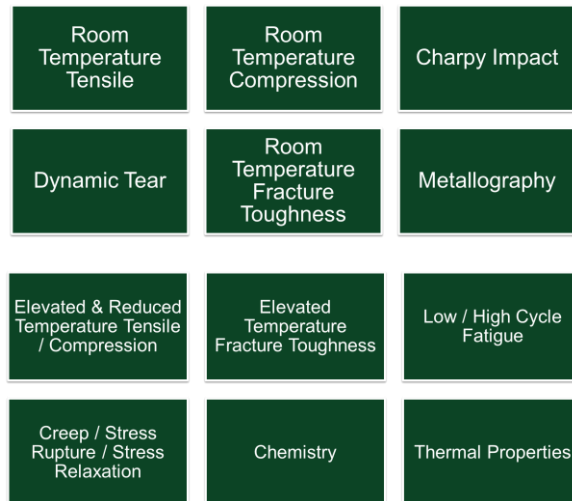 Room
Temperature
Tensile
Room
Temperature
Compression
Charpy Impact
Dynamic Tear
Room
Temperature
Fracture
Toughness
Metallography
Elevated & Reduced
Temperature Tensile
/ Compression
Elevated
Temperature
Fracture Toughness
Low / High Cycle
Fatigue
Creep / Stress
Rupture / Stress
Relaxation
Chemistry
Thermal Properties